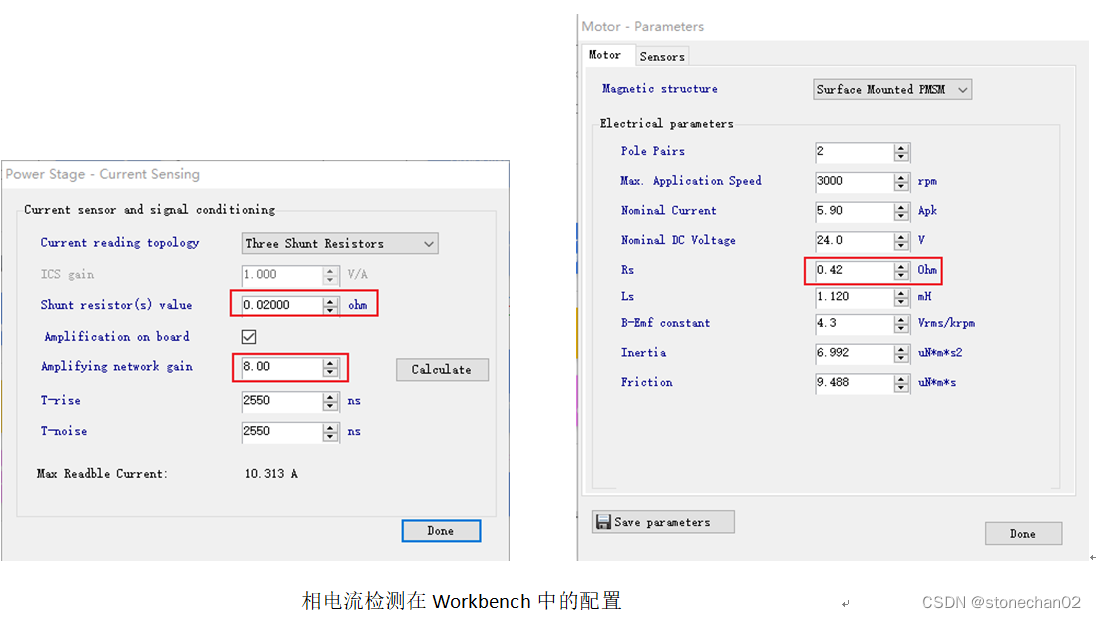 Power Stage - Current Sensing
Current sensor and signal conditioning
Current reading topology Three Shunt Resistors
ICS gain 1.000 V/A
Shunt resistor(s) value 0.02000 ohm
Amplification on board
Amplifying network gain 8.00 Calculate
T-rise 2550 ns
T-noise 2550 ns
Max Readble Current: 10.313 A
Done
Motor - Parameters
Motor Sensors
Magnetic structure Surface Mounted PMSM
Electrical parameters
Pole Pairs 2
Max. Application Speed 3000 rpm
Nominal Current 5.90 Apk
Nominal DC Voltage 24.0 V
Rs 0.42 Ohm
Ls 1.120 mH
B-Emf constant 4.3 Vrms/krpm
Inertia 6.992 uN*m*s2
Friction 9.488 uN*m*s
Save parameters
Done
相电流检测在 Workbench 中的配置
CSDN @stonechan02